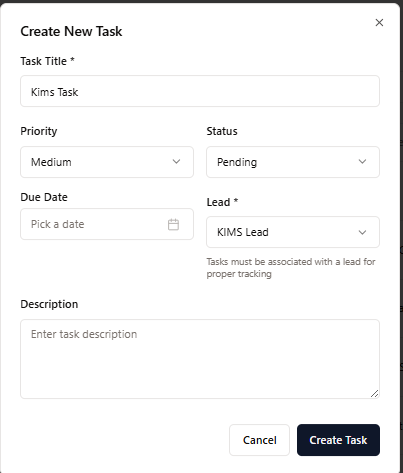 Create New Task
Task Title *
Kims Task
Priority
Status
Medium
Pending
Due Date
Lead *
Pick a date
KIMS Lead
Tasks must be associated with a lead for
proper tracking
Description
Enter task description
Cancel
Create Task